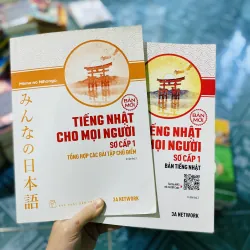 Minna no Nihongo
みんなの日本語
BẢN MỚI
TIẾNG NHẬT
CHO MỌI NGƯỜI
SƠ CẤP 1
TỔNG HỢP CÁC BÀI TẬP CHỦ ĐIỂM
3A NETWORK
BẢN MỚI
TIẾNG NHẬT
MỌI NGƯỜI
SƠ CẤP 1
BẢN TIẾNG NHẬT
3A NETWORK